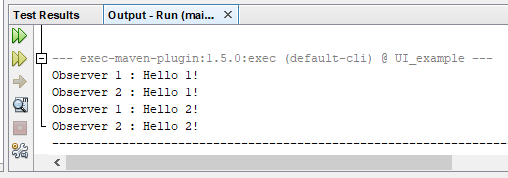 Test Results
Output - Run (mai...
--- exec-maven-plugin:1.5.0:exec (default-cli) @ UI_example ---
Observer 1 : Hello 1!
Observer 2 : Hello 1!
Observer 1 : Hello 2!
Observer 2 : Hello 2!
------------------------------------------------------------------------